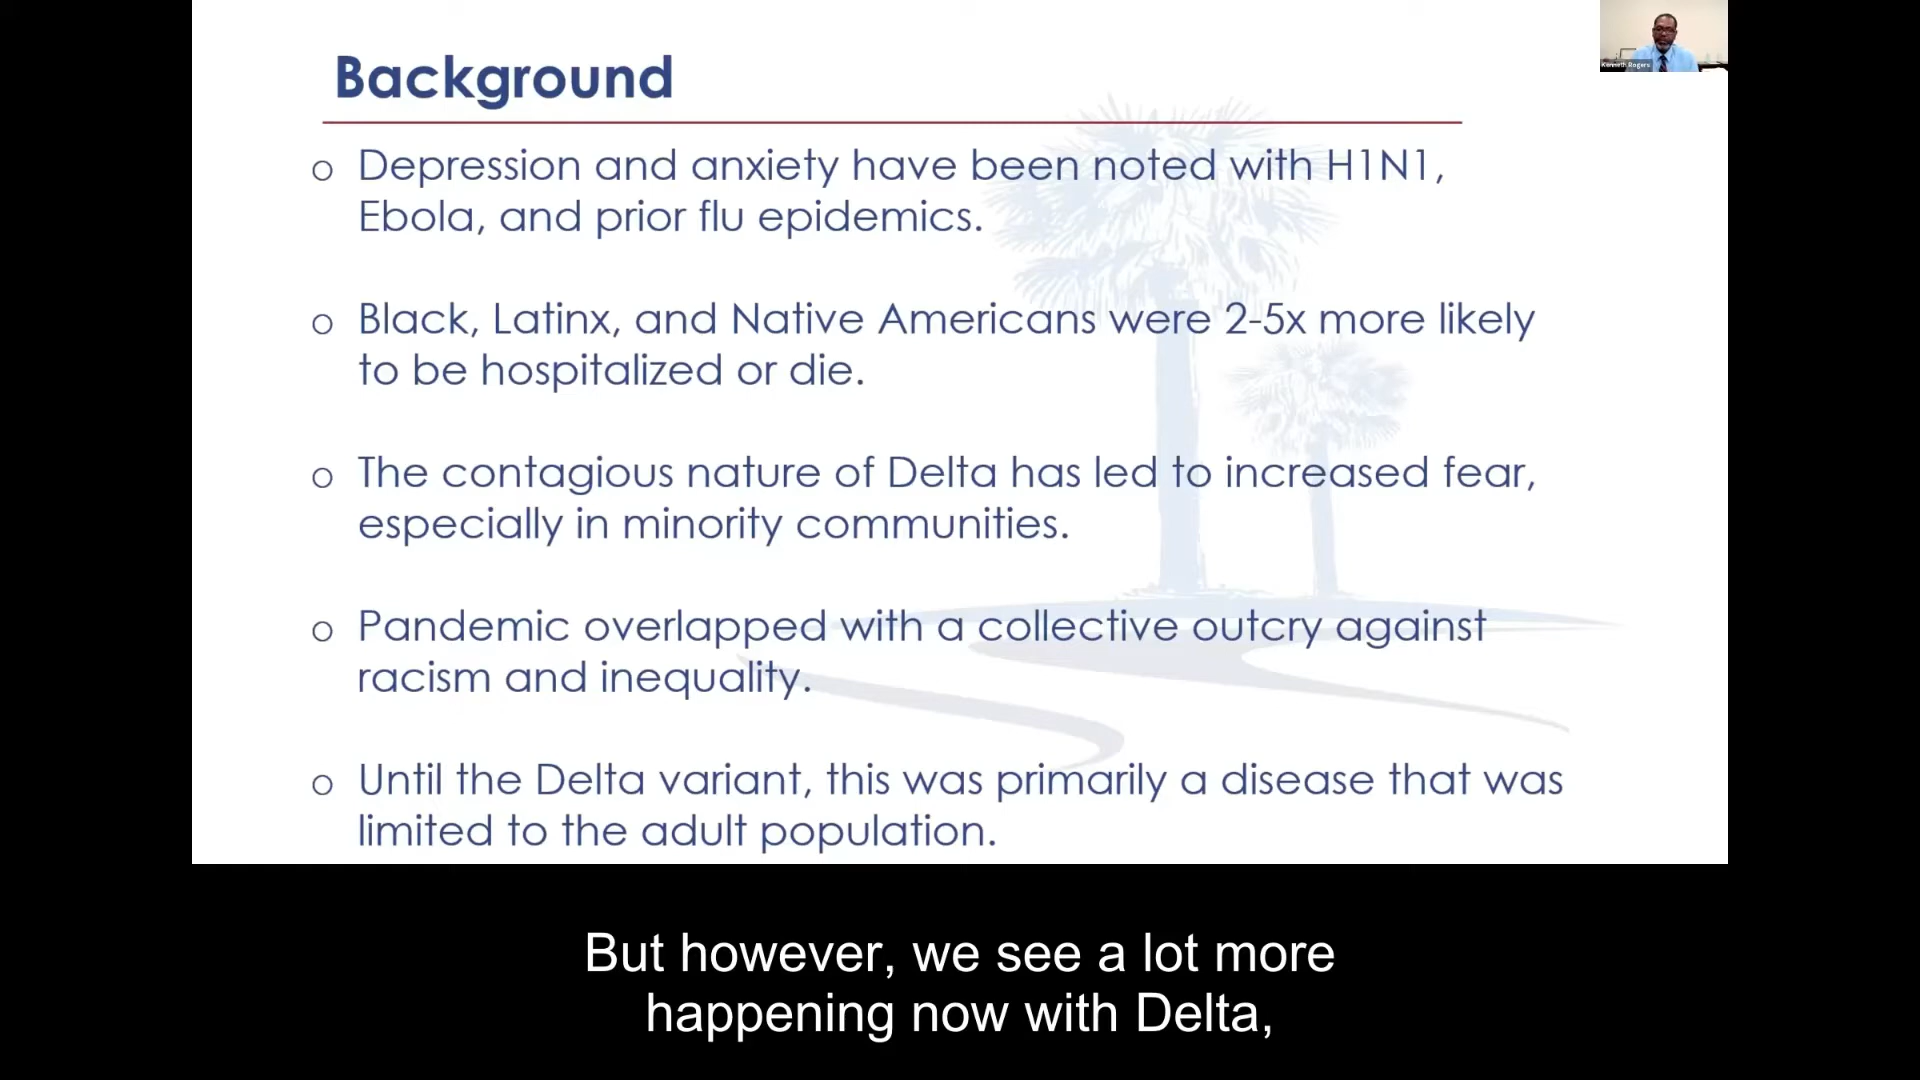 Background
Kenneth Rogers
o Depression and anxiety have been noted with H1N1,
Ebola, and prior flu epidemics.
o Black, Latinx, and Native Americans were 2-5x more likely
to be hospitalized or die.
o The contagious nature of Delta has led to increased fear,
especially in minority communities.
o Pandemic overlapped with a collective outcry against
racism and inequality.
o Until the Delta variant, this was primarily a disease that was
limited to the adult population.
But however, we see a lot more
happening now with Delta,